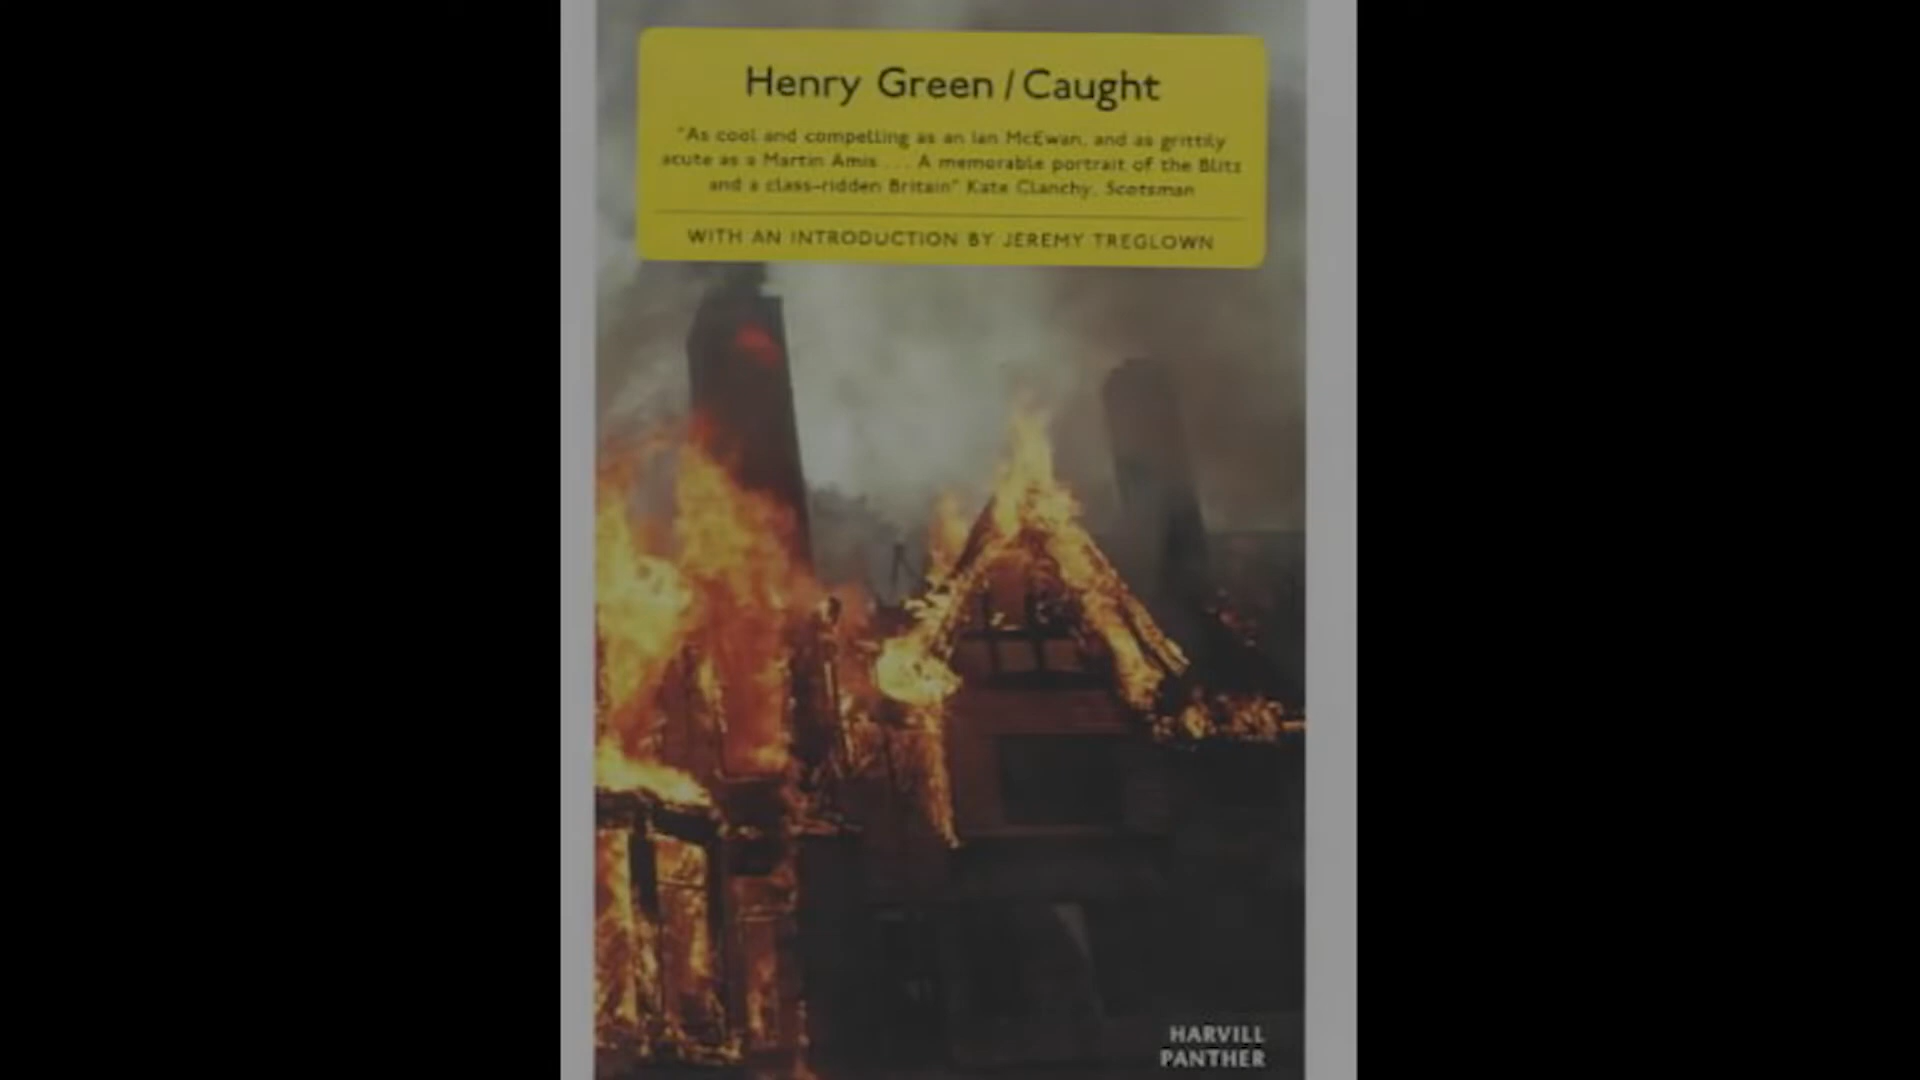 Henry Green / Caught
"As cool and compelling as an Ian McEwan, and as grittily
acute as a Martin Amis . . . A memorable portrait of the Blitz
and a class-ridden Britain" Kate Clanchy, Scotsman
WITH AN INTRODUCTION BY JEREMY TREGLOWN
HARVILL
PANTHER